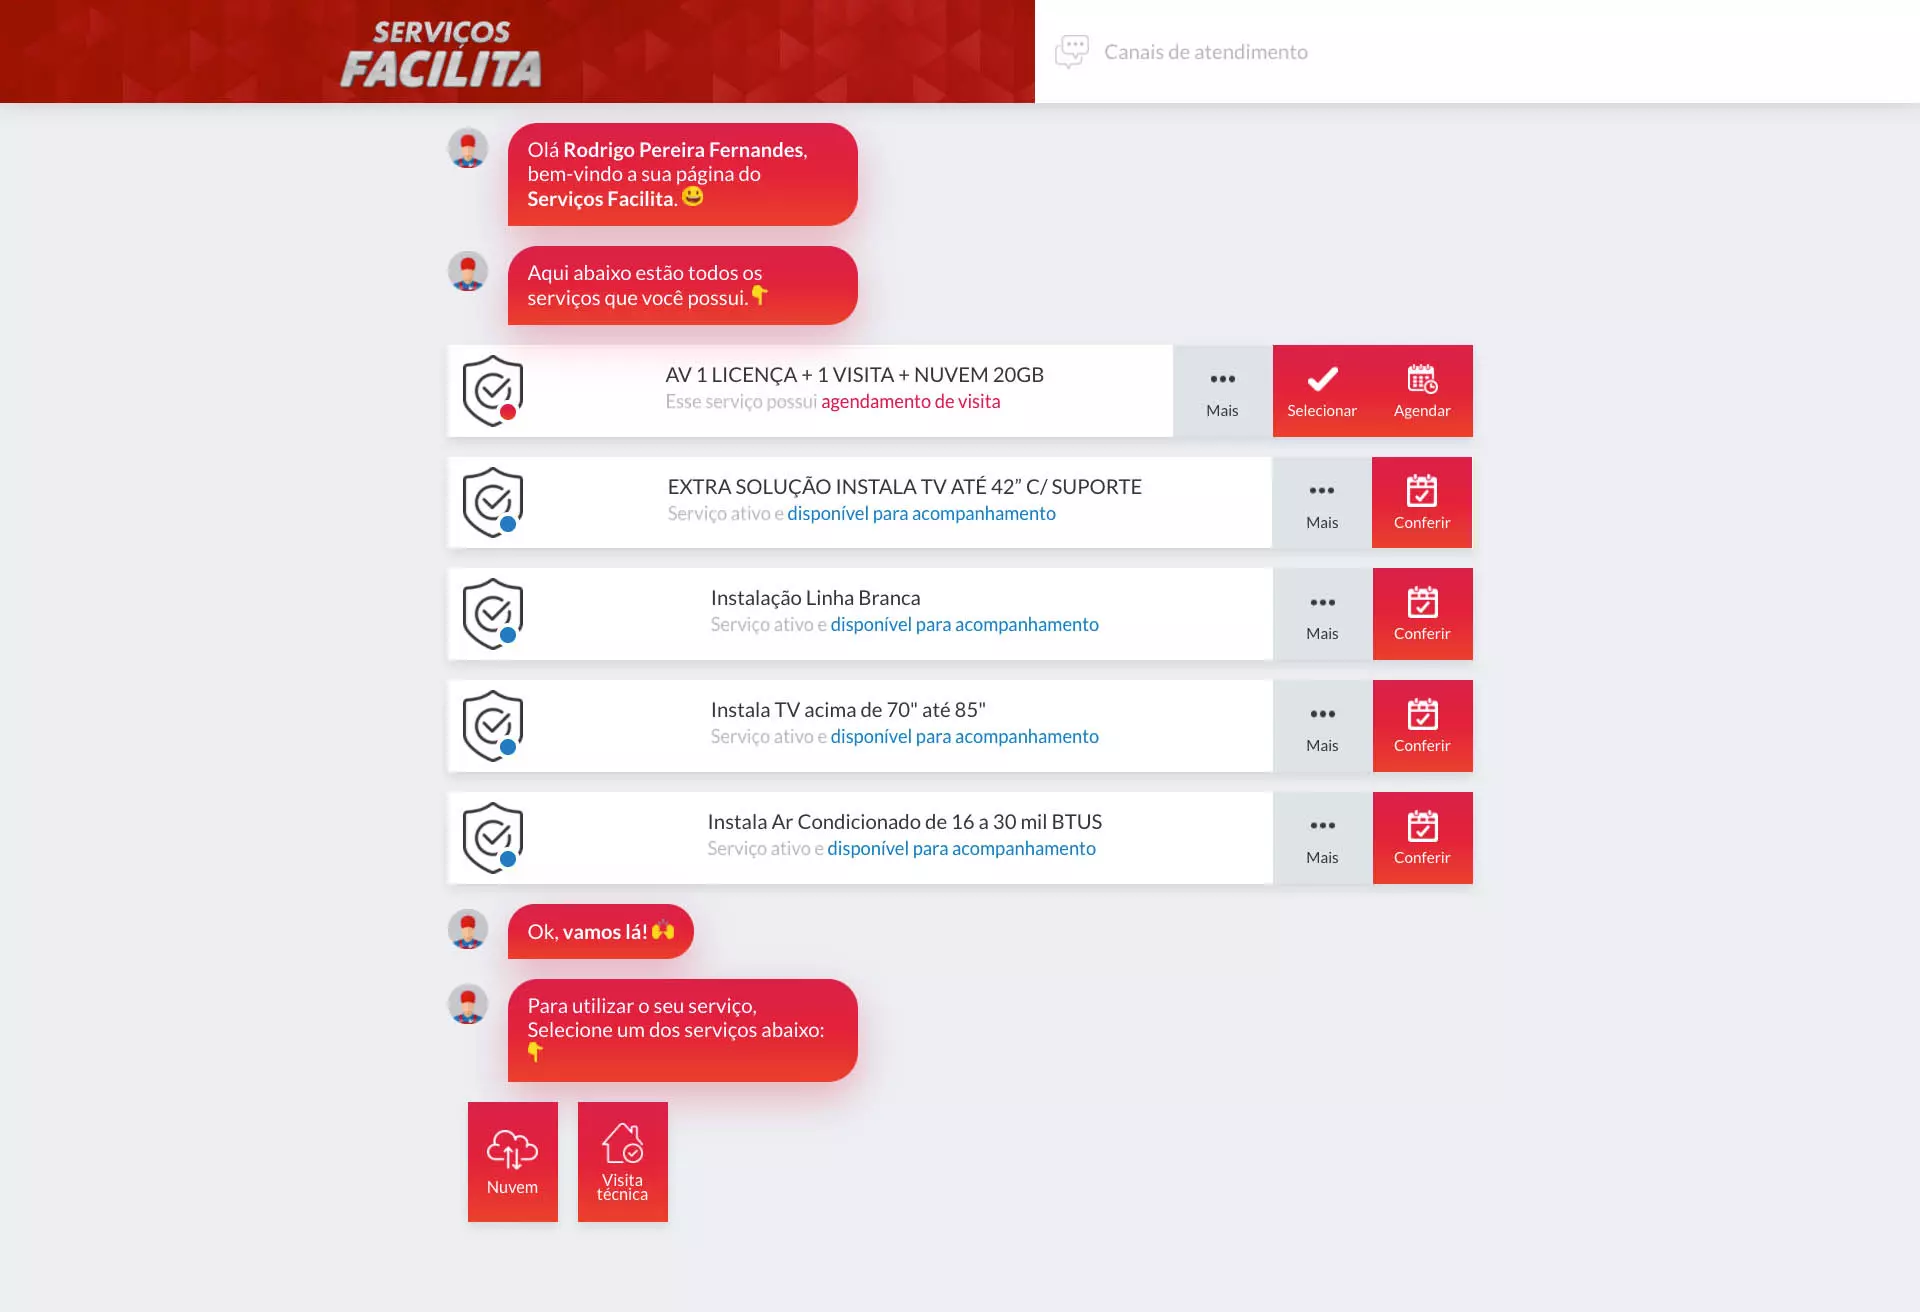 SERVIÇOS
FACILITA
Canais de atendimento
Olá Rodrigo Pereira Fernandes,
bem-vindo a sua página do
Serviços Facilita. 😀
Aqui abaixo estão todos os
serviços que você possui.👇
AV 1 LICENÇA + 1 VISITA + NUVEM 20GB
Esse serviço possui agendamento de visita
Mais
Selecionar
Agendar
EXTRA SOLUÇÃO INSTALA TV ATÉ 42” C/ SUPORTE
Serviço ativo e disponível para acompanhamento
Mais
Conferir
Instalação Linha Branca
Serviço ativo e disponível para acompanhamento
Mais
Conferir
Instala TV acima de 70" até 85"
Serviço ativo e disponível para acompanhamento
Mais
Conferir
Instala Ar Condicionado de 16 a 30 mil BTUS
Serviço ativo e disponível para acompanhamento
Mais
Conferir
Ok, vamos lá! 🙌
Para utilizar o seu serviço,
Selecione um dos serviços abaixo:
👇
Nuvem
Visita
técnica